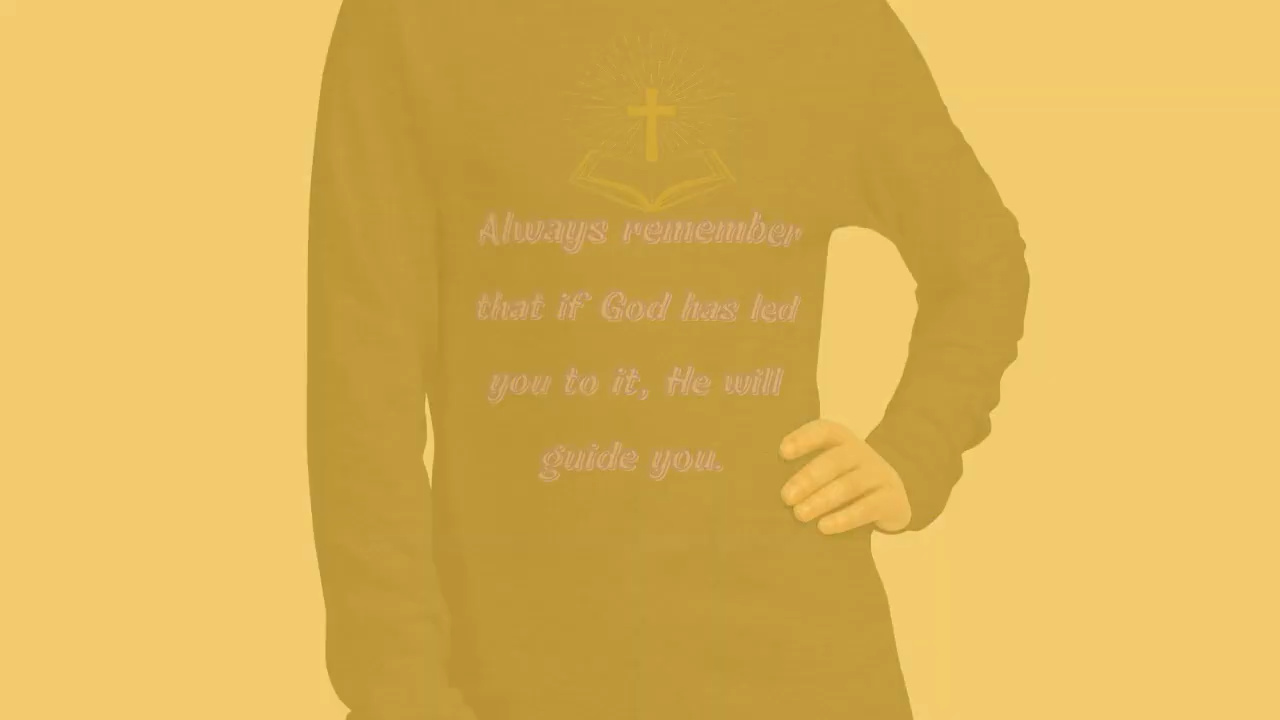 Always remember
that if God has led
you to it, He will
guide you.